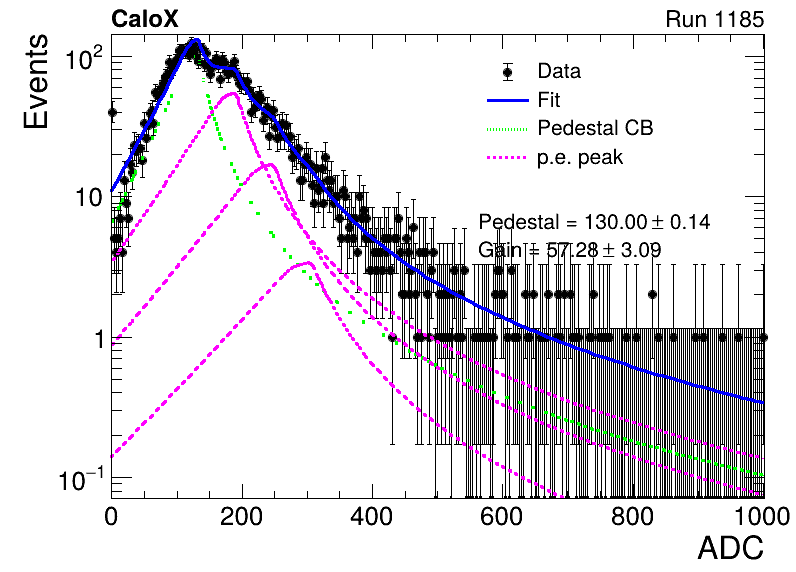 CaloX Run 1185
Events
10²
10
1
10⁻¹
Data
Fit
Pedestal CB
p.e. peak
Pedestal = 130.00 ± 0.14
Gain = 57.28 ± 3.09
0 200 400 600 800 1000
ADC